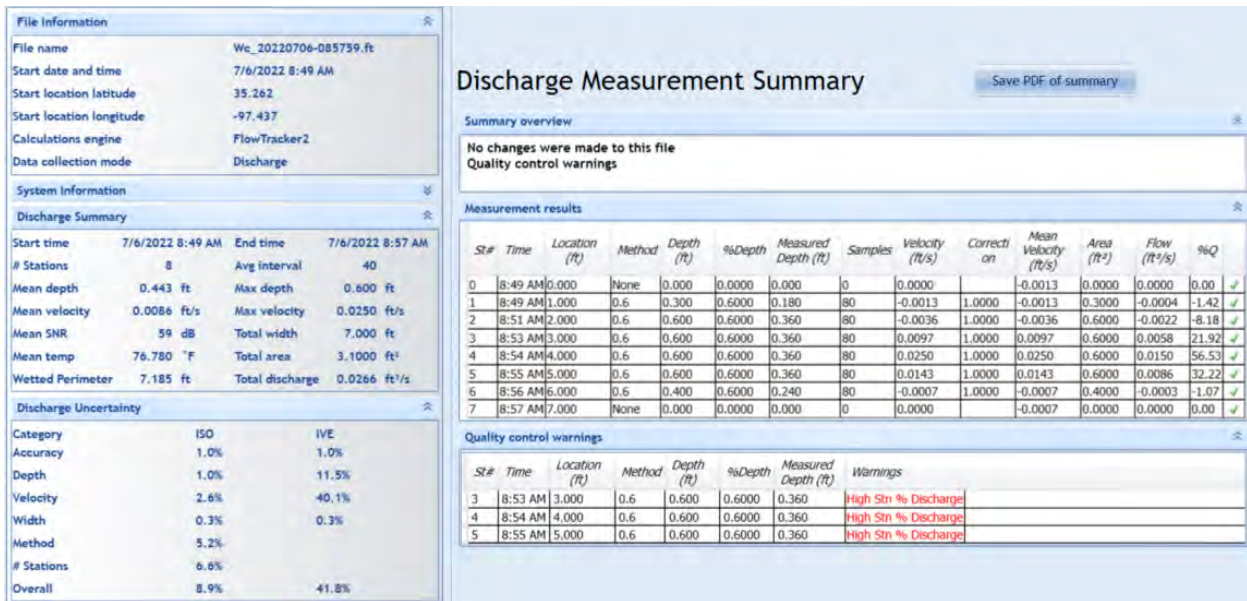 File Information
File name We_20220706-085759.ft
Start date and time 7/6/2022 8:49 AM
Start location latitude 35.262
Start location longitude -97.437
Calculations engine FlowTracker2
Data collection mode Discharge
System Information
Discharge Summary
Start time 7/6/2022 8:49 AM End time 7/6/2022 8:57 AM
# Stations 8 Avg interval 40
Mean depth 0.443 ft Max depth 0.600 ft
Mean velocity 0.0086 ft/s Max velocity 0.0250 ft/s
Mean SNR 59 dB Total width 7.000 ft
Mean temp 76.780 °F Total area 3.1000 ft²
Wetted Perimeter 7.185 ft Total discharge 0.0266 ft³/s
Discharge Uncertainty
Category ISO IVE
Accuracy 1.0% 1.0%
Depth 1.0% 11.5%
Velocity 2.6% 40.1%
Width 0.3% 0.3%
Method 5.2%
# Stations 6.6%
Overall 8.9% 41.8%
Discharge Measurement Summary
Save PDF of summary
Summary overview
No changes were made to this file
Quality control warnings
Measurement results
St# Time Location (ft) Method Depth (ft) %Depth Measured Depth (ft) Samples Velocity (ft/s) Correction Mean Velocity (ft/s) Area (ft²) Flow (ft³/s) %Q
0 8:49 AM 0.000 None 0.000 0.0000 0.000 0 0.0000 -0.0013 0.0000 0.0000 0.00
1 8:49 AM 1.000 0.6 0.300 0.6000 0.180 80 -0.0013 1.0000 -0.0013 0.3000 -0.0004 -1.42
2 8:51 AM 2.000 0.6 0.600 0.6000 0.360 80 -0.0036 1.0000 -0.0036 0.6000 -0.0022 -8.18
3 8:53 AM 3.000 0.6 0.600 0.6000 0.360 80 0.0097 1.0000 0.0097 0.6000 0.0058 21.92
4 8:54 AM 4.000 0.6 0.600 0.6000 0.360 80 0.0250 1.0000 0.0250 0.6000 0.0150 56.53
5 8:55 AM 5.000 0.6 0.600 0.6000 0.360 80 0.0143 1.0000 0.0143 0.6000 0.0086 32.22
6 8:56 AM 6.000 0.6 0.400 0.6000 0.240 80 -0.0007 1.0000 -0.0007 0.4000 -0.0003 -1.07
7 8:57 AM 7.000 None 0.000 0.0000 0.000 0 0.0000 -0.0007 0.0000 0.0000 0.00
Quality control warnings
St# Time Location (ft) Method Depth (ft) %Depth Measured Depth (ft) Warnings
3 8:53 AM 3.000 0.6 0.600 0.6000 0.360 High Stn % Discharge
4 8:54 AM 4.000 0.6 0.600 0.6000 0.360 High Stn % Discharge
5 8:55 AM 5.000 0.6 0.600 0.6000 0.360 High Stn % Discharge